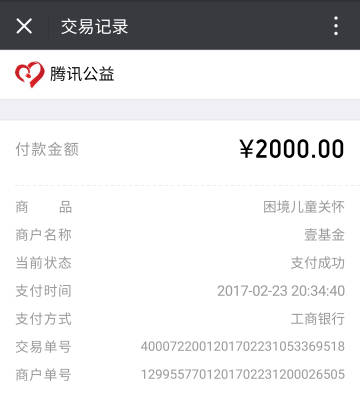 交易记录
腾讯公益
付款金额 ¥2000.00
商 品 困境儿童关怀
商户名称 壹基金
当前状态 支付成功
支付时间 2017-02-23 20:34:40
支付方式 工商银行
交易单号 4000722001201702231053369518
商户单号 1299557701201702231200026505